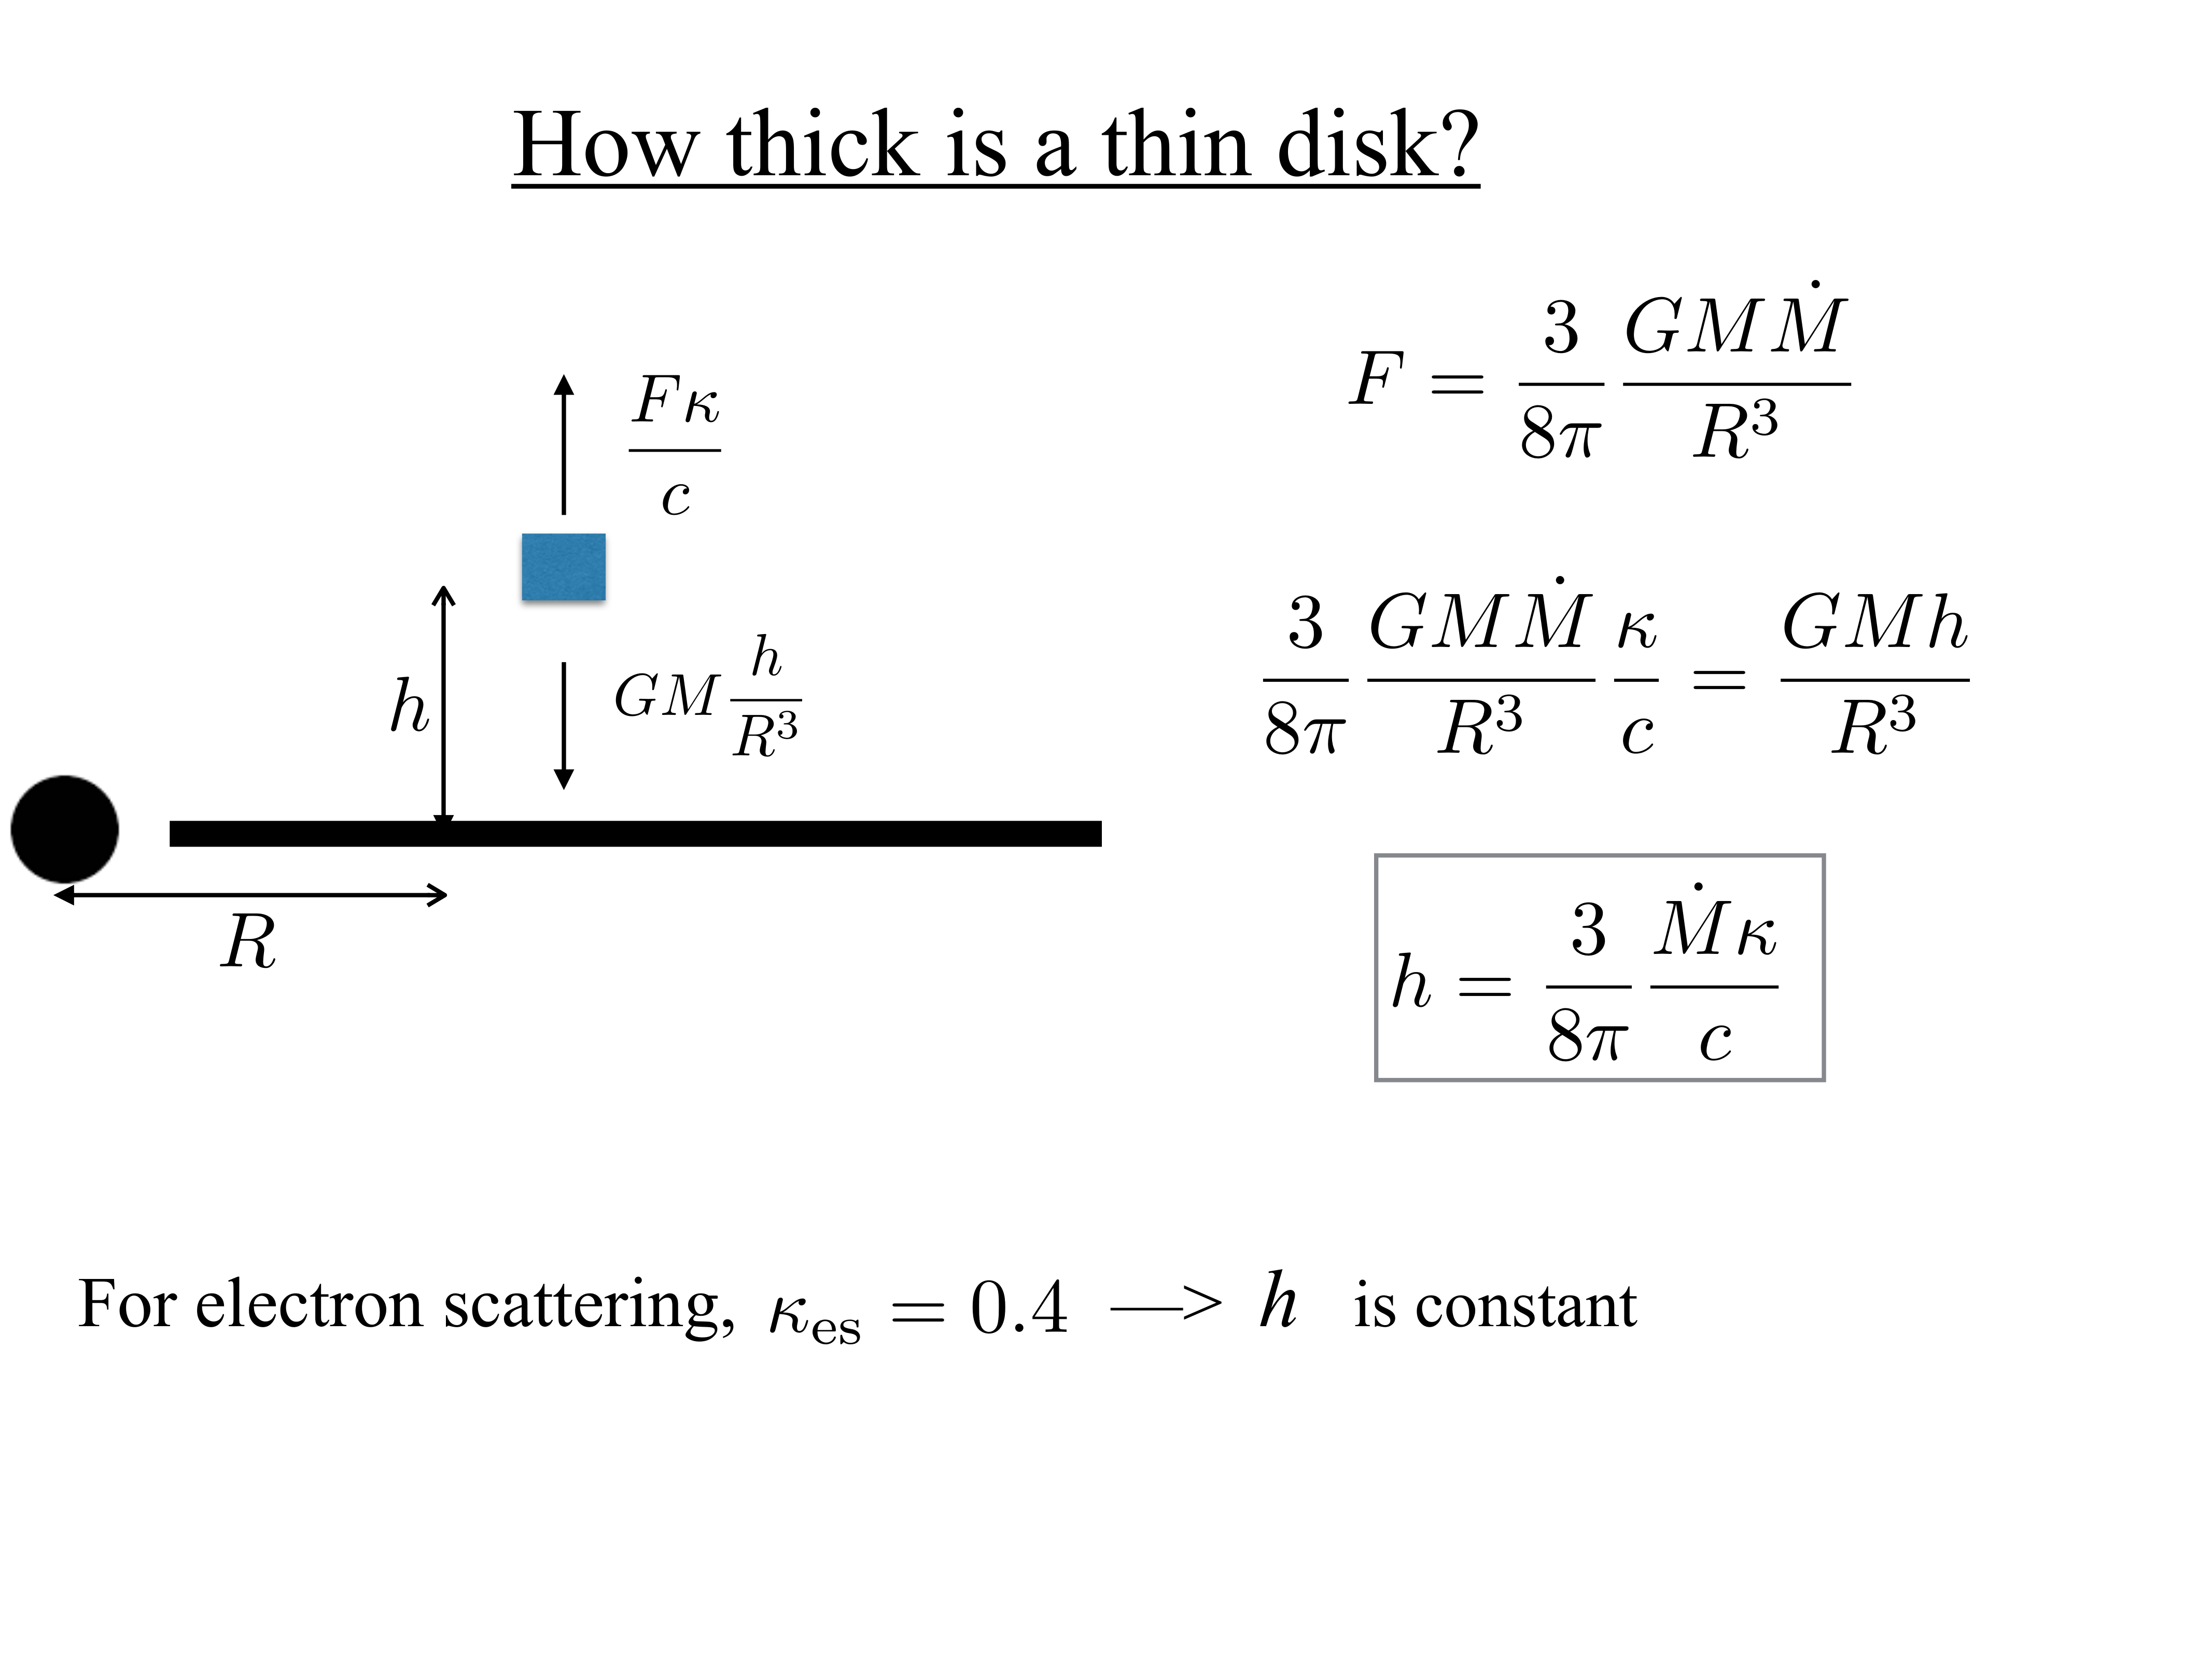 How thick is a thin disk?
$F = \frac{3}{8\pi} \frac{GM\dot{M}}{R^3}$
$\frac{F\kappa}{c}$
$\frac{3}{8\pi} \frac{GM\dot{M}}{R^3} \frac{\kappa}{c} = \frac{GMh}{R^3}$
$h$
$GM \frac{h}{R^3}$
$R$
$h = \frac{3}{8\pi} \frac{\dot{M}\kappa}{c}$
For electron scattering, $\kappa_{\mathrm{es}} = 0.4$ —> $h$ is constant